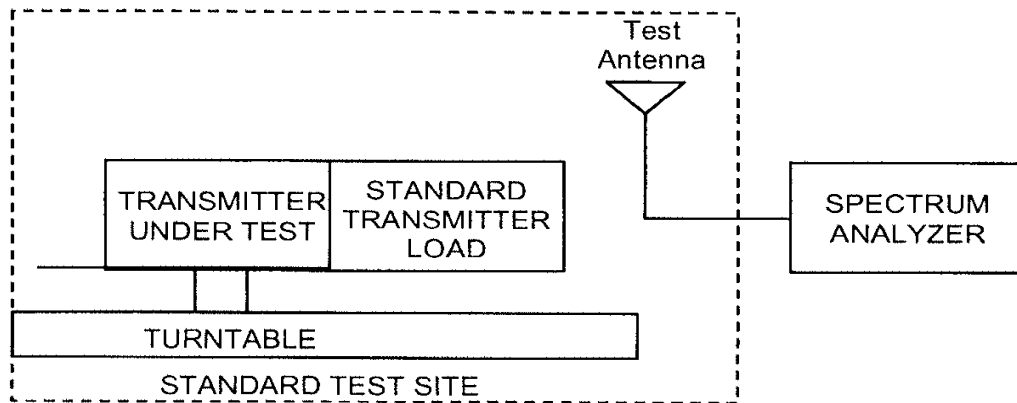 Test
Antenna
TRANSMITTER
UNDER TEST
STANDARD
TRANSMITTER
LOAD
SPECTRUM
ANALYZER
TURNTABLE
STANDARD TEST SITE